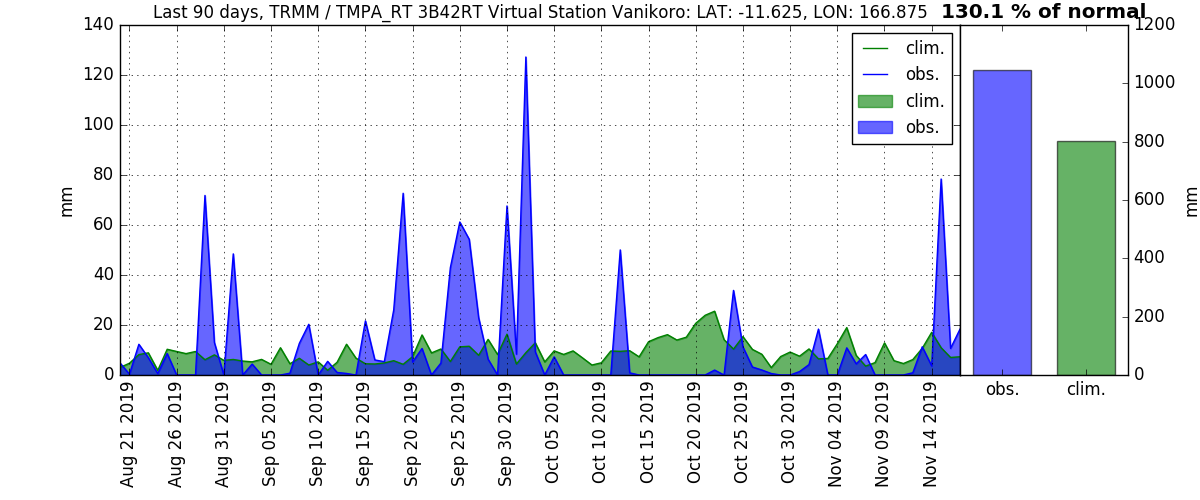 Last 90 days, TRMM / TMPA_RT 3B42RT Virtual Station Vanikoro: LAT: -11.625, LON: 166.875 130.1 % of normal
140
120
100
80
60
40
20
0
mm
clim.
obs.
clim.
obs.
Aug 21 2019
Aug 26 2019
Aug 31 2019
Sep 05 2019
Sep 10 2019
Sep 15 2019
Sep 20 2019
Sep 25 2019
Sep 30 2019
Oct 05 2019
Oct 10 2019
Oct 15 2019
Oct 20 2019
Oct 25 2019
Oct 30 2019
Nov 04 2019
Nov 09 2019
Nov 14 2019
1200
1000
800
600
400
200
0
mm
obs.
clim.